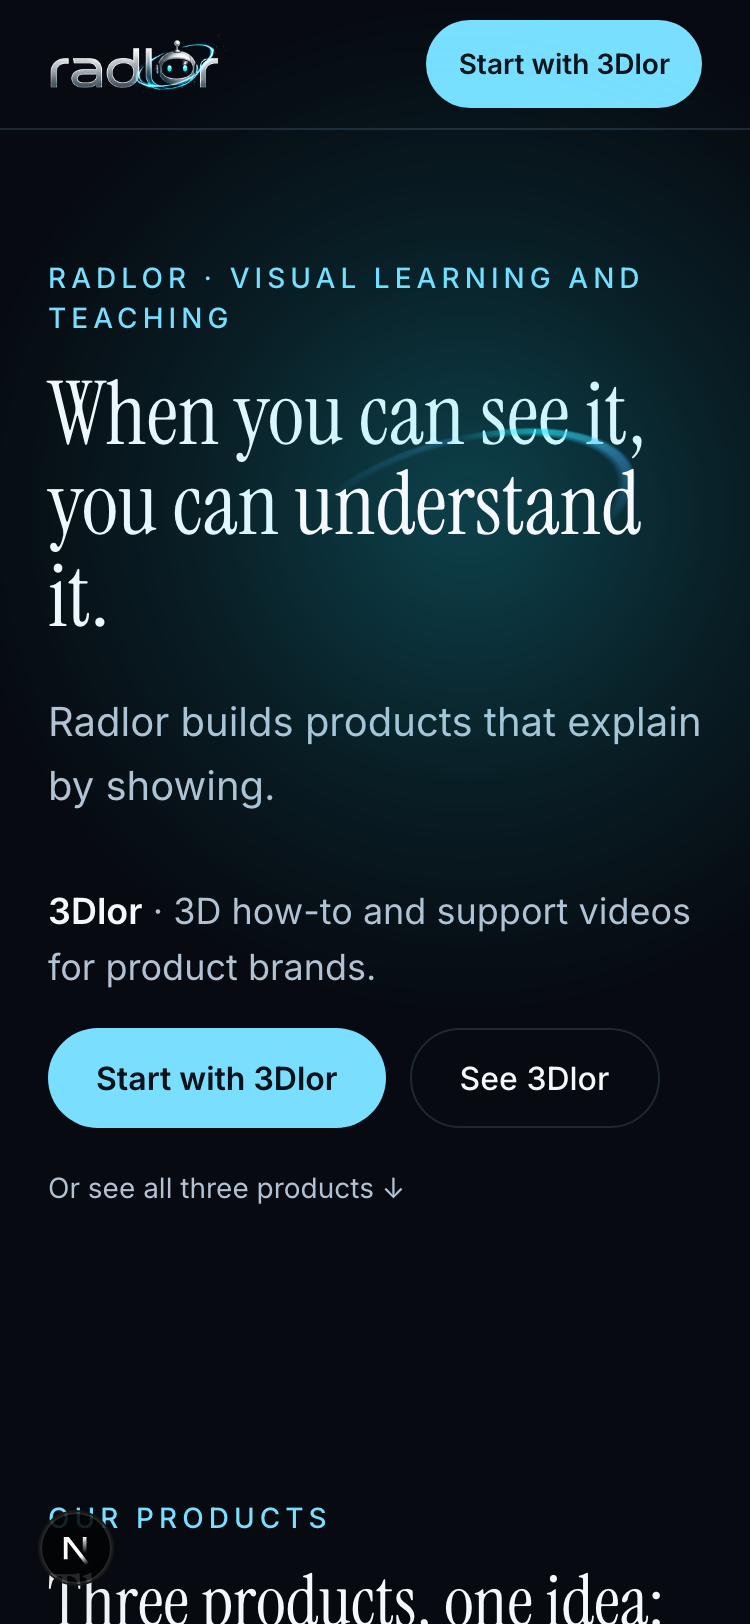 radlor
Start with 3Dlor
RADLOR · VISUAL LEARNING AND
TEACHING
When you can see it,
you can understand
it.
Radlor builds products that explain
by showing.
3Dlor · 3D how-to and support videos
for product brands.
Start with 3Dlor
See 3Dlor
Or see all three products ↓
OUR PRODUCTS
N
Three products, one idea: